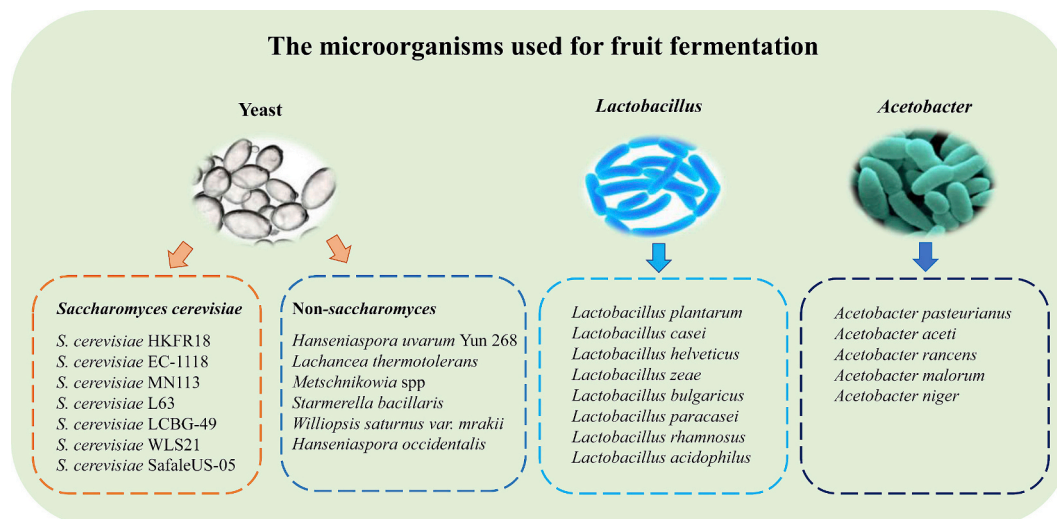 The microorganisms used for fruit fermentation
Yeast
Lactobacillus
Acetobacter
Saccharomyces cerevisiae
S. cerevisiae HKFR18
S. cerevisiae EC-1118
S. cerevisiae MN113
S. cerevisiae L63
S. cerevisiae LCBG-49
S. cerevisiae WLS21
S. cerevisiae SafaleUS-05
Non-saccharomyces
Hanseniaspora uvarum Yun 268
Lachancea thermotolerans
Metschnikowia spp
Starmerella bacillaris
Williopsis saturnus var. mrakii
Hanseniaspora occidentalis
Lactobacillus plantarum
Lactobacillus casei
Lactobacillus helveticus
Lactobacillus zeae
Lactobacillus bulgaricus
Lactobacillus paracasei
Lactobacillus rhamnosus
Lactobacillus acidophilus
Acetobacter pasteurianus
Acetobacter aceti
Acetobacter rancens
Acetobacter malorum
Acetobacter niger